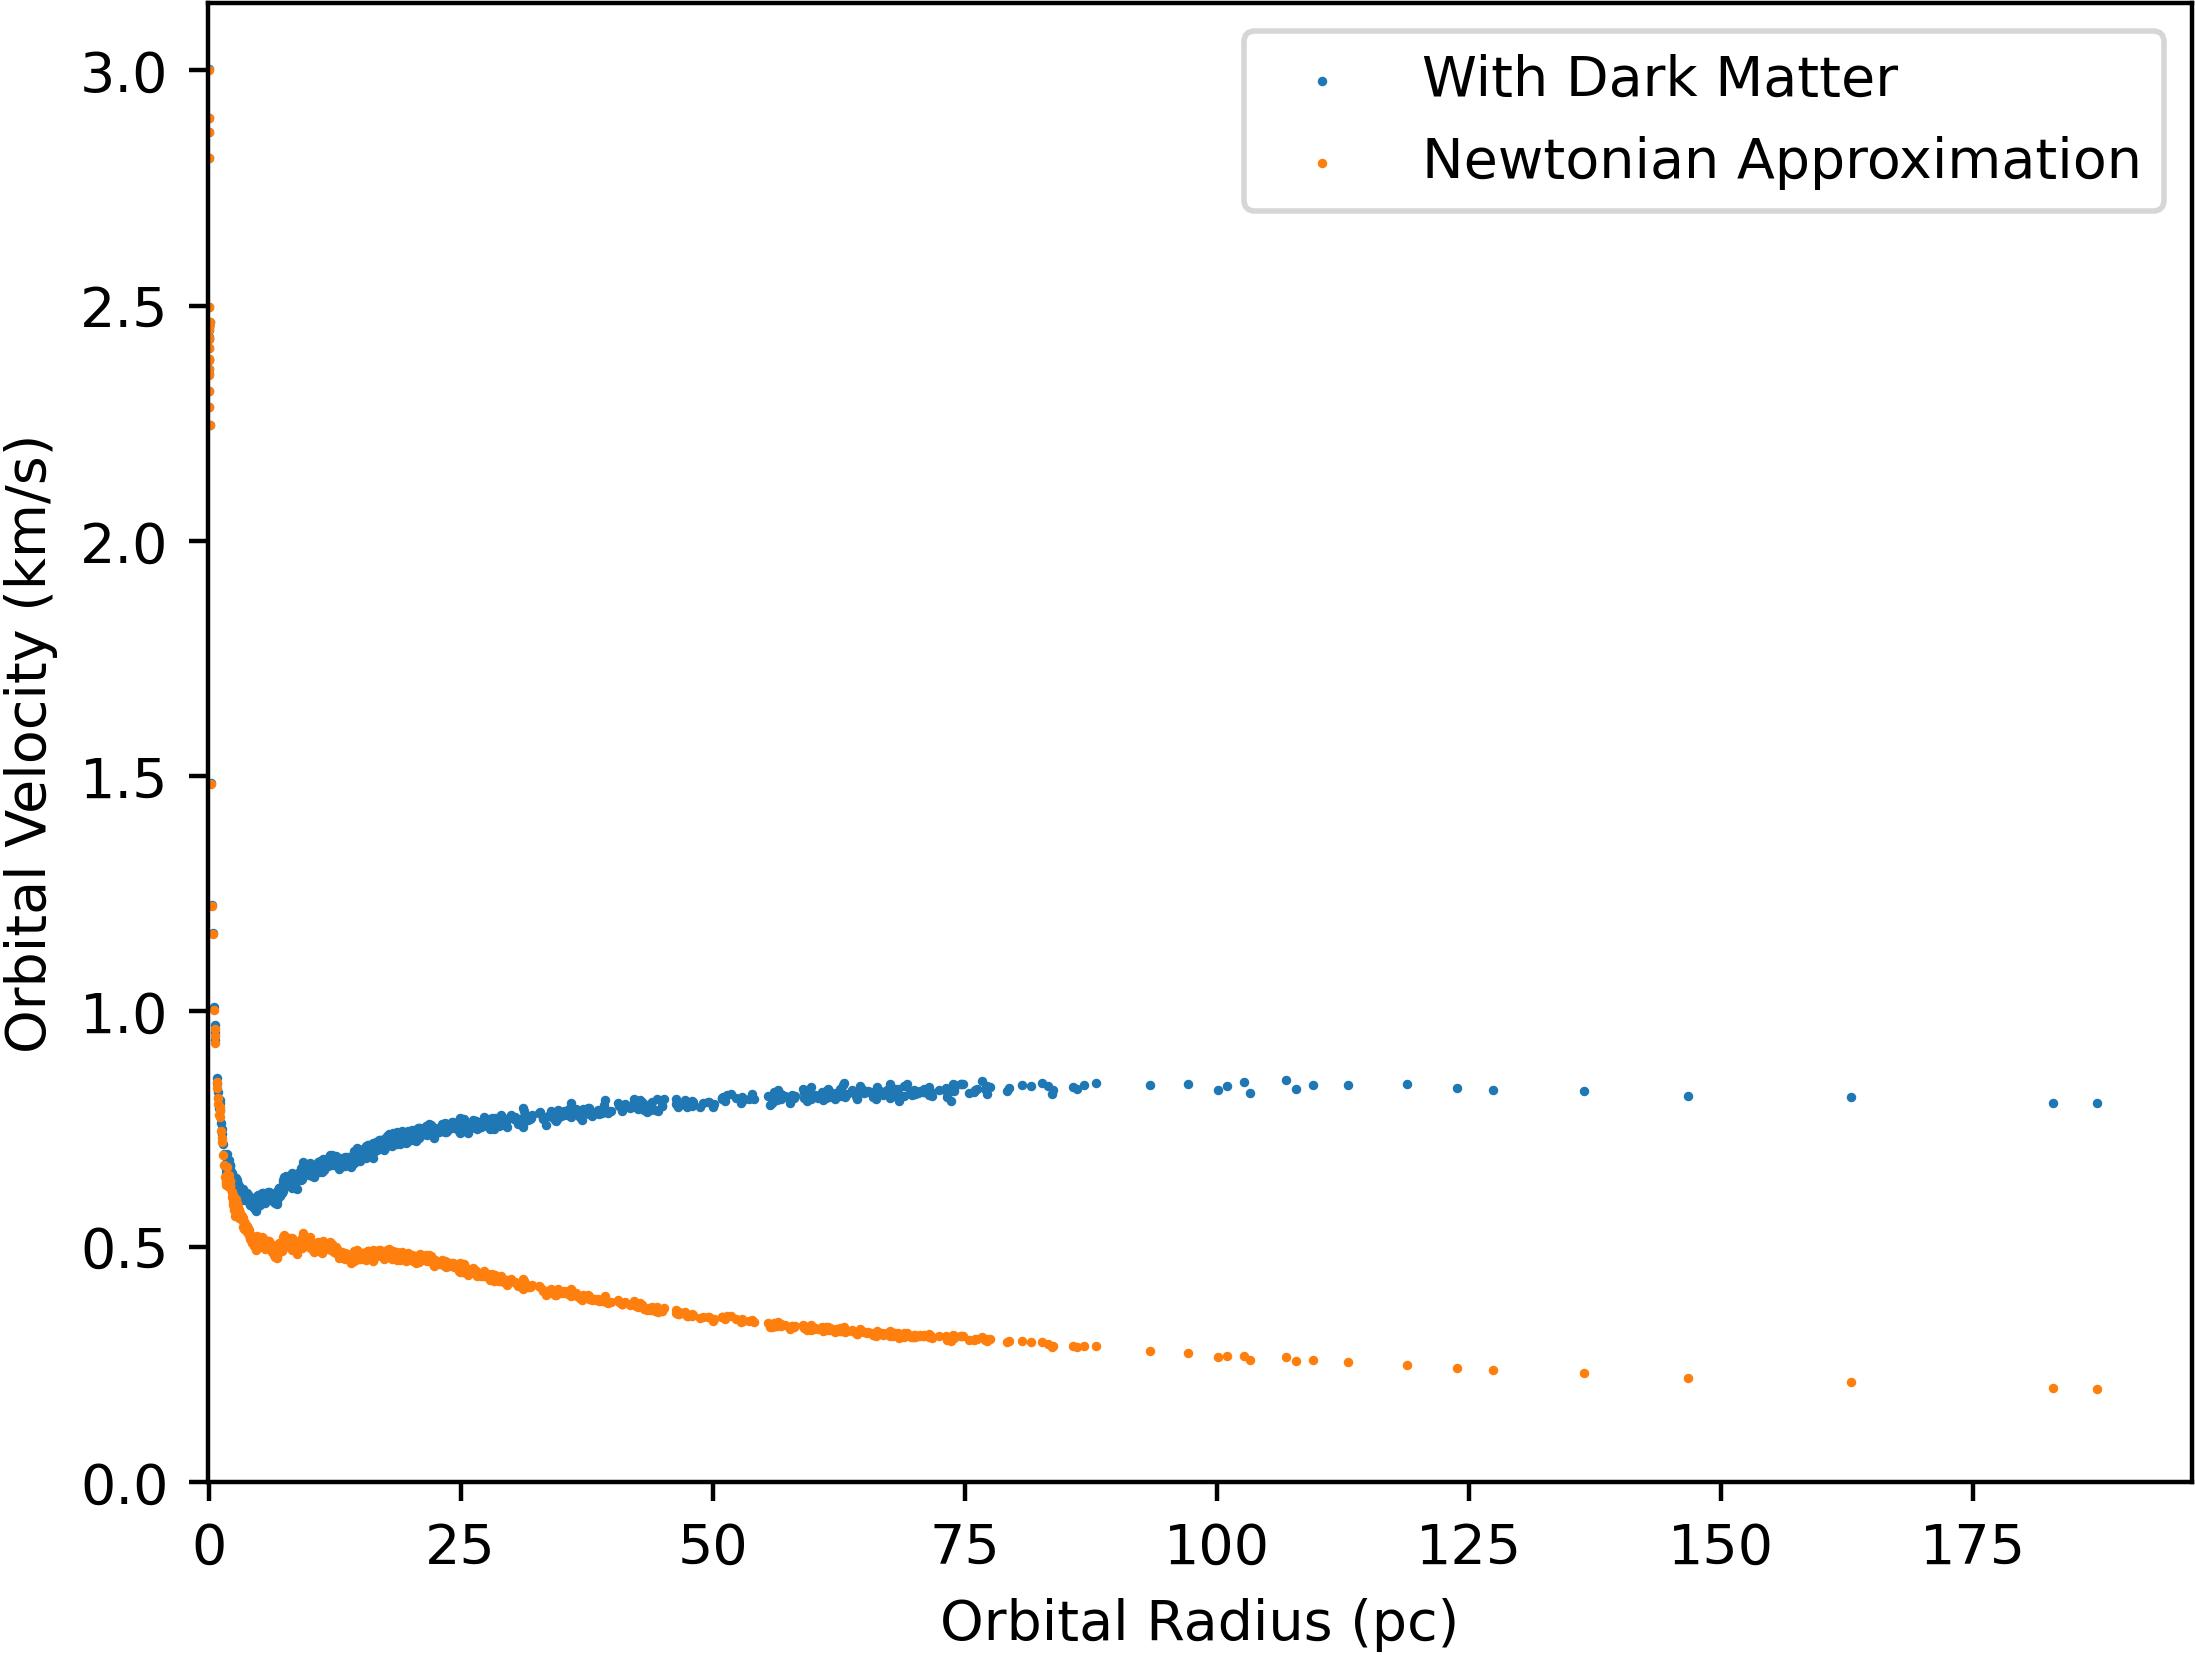 With Dark Matter
Newtonian Approximation
Orbital Velocity (km/s)
3.0
2.5
2.0
1.5
1.0
0.5
0.0
0 25 50 75 100 125 150 175
Orbital Radius (pc)